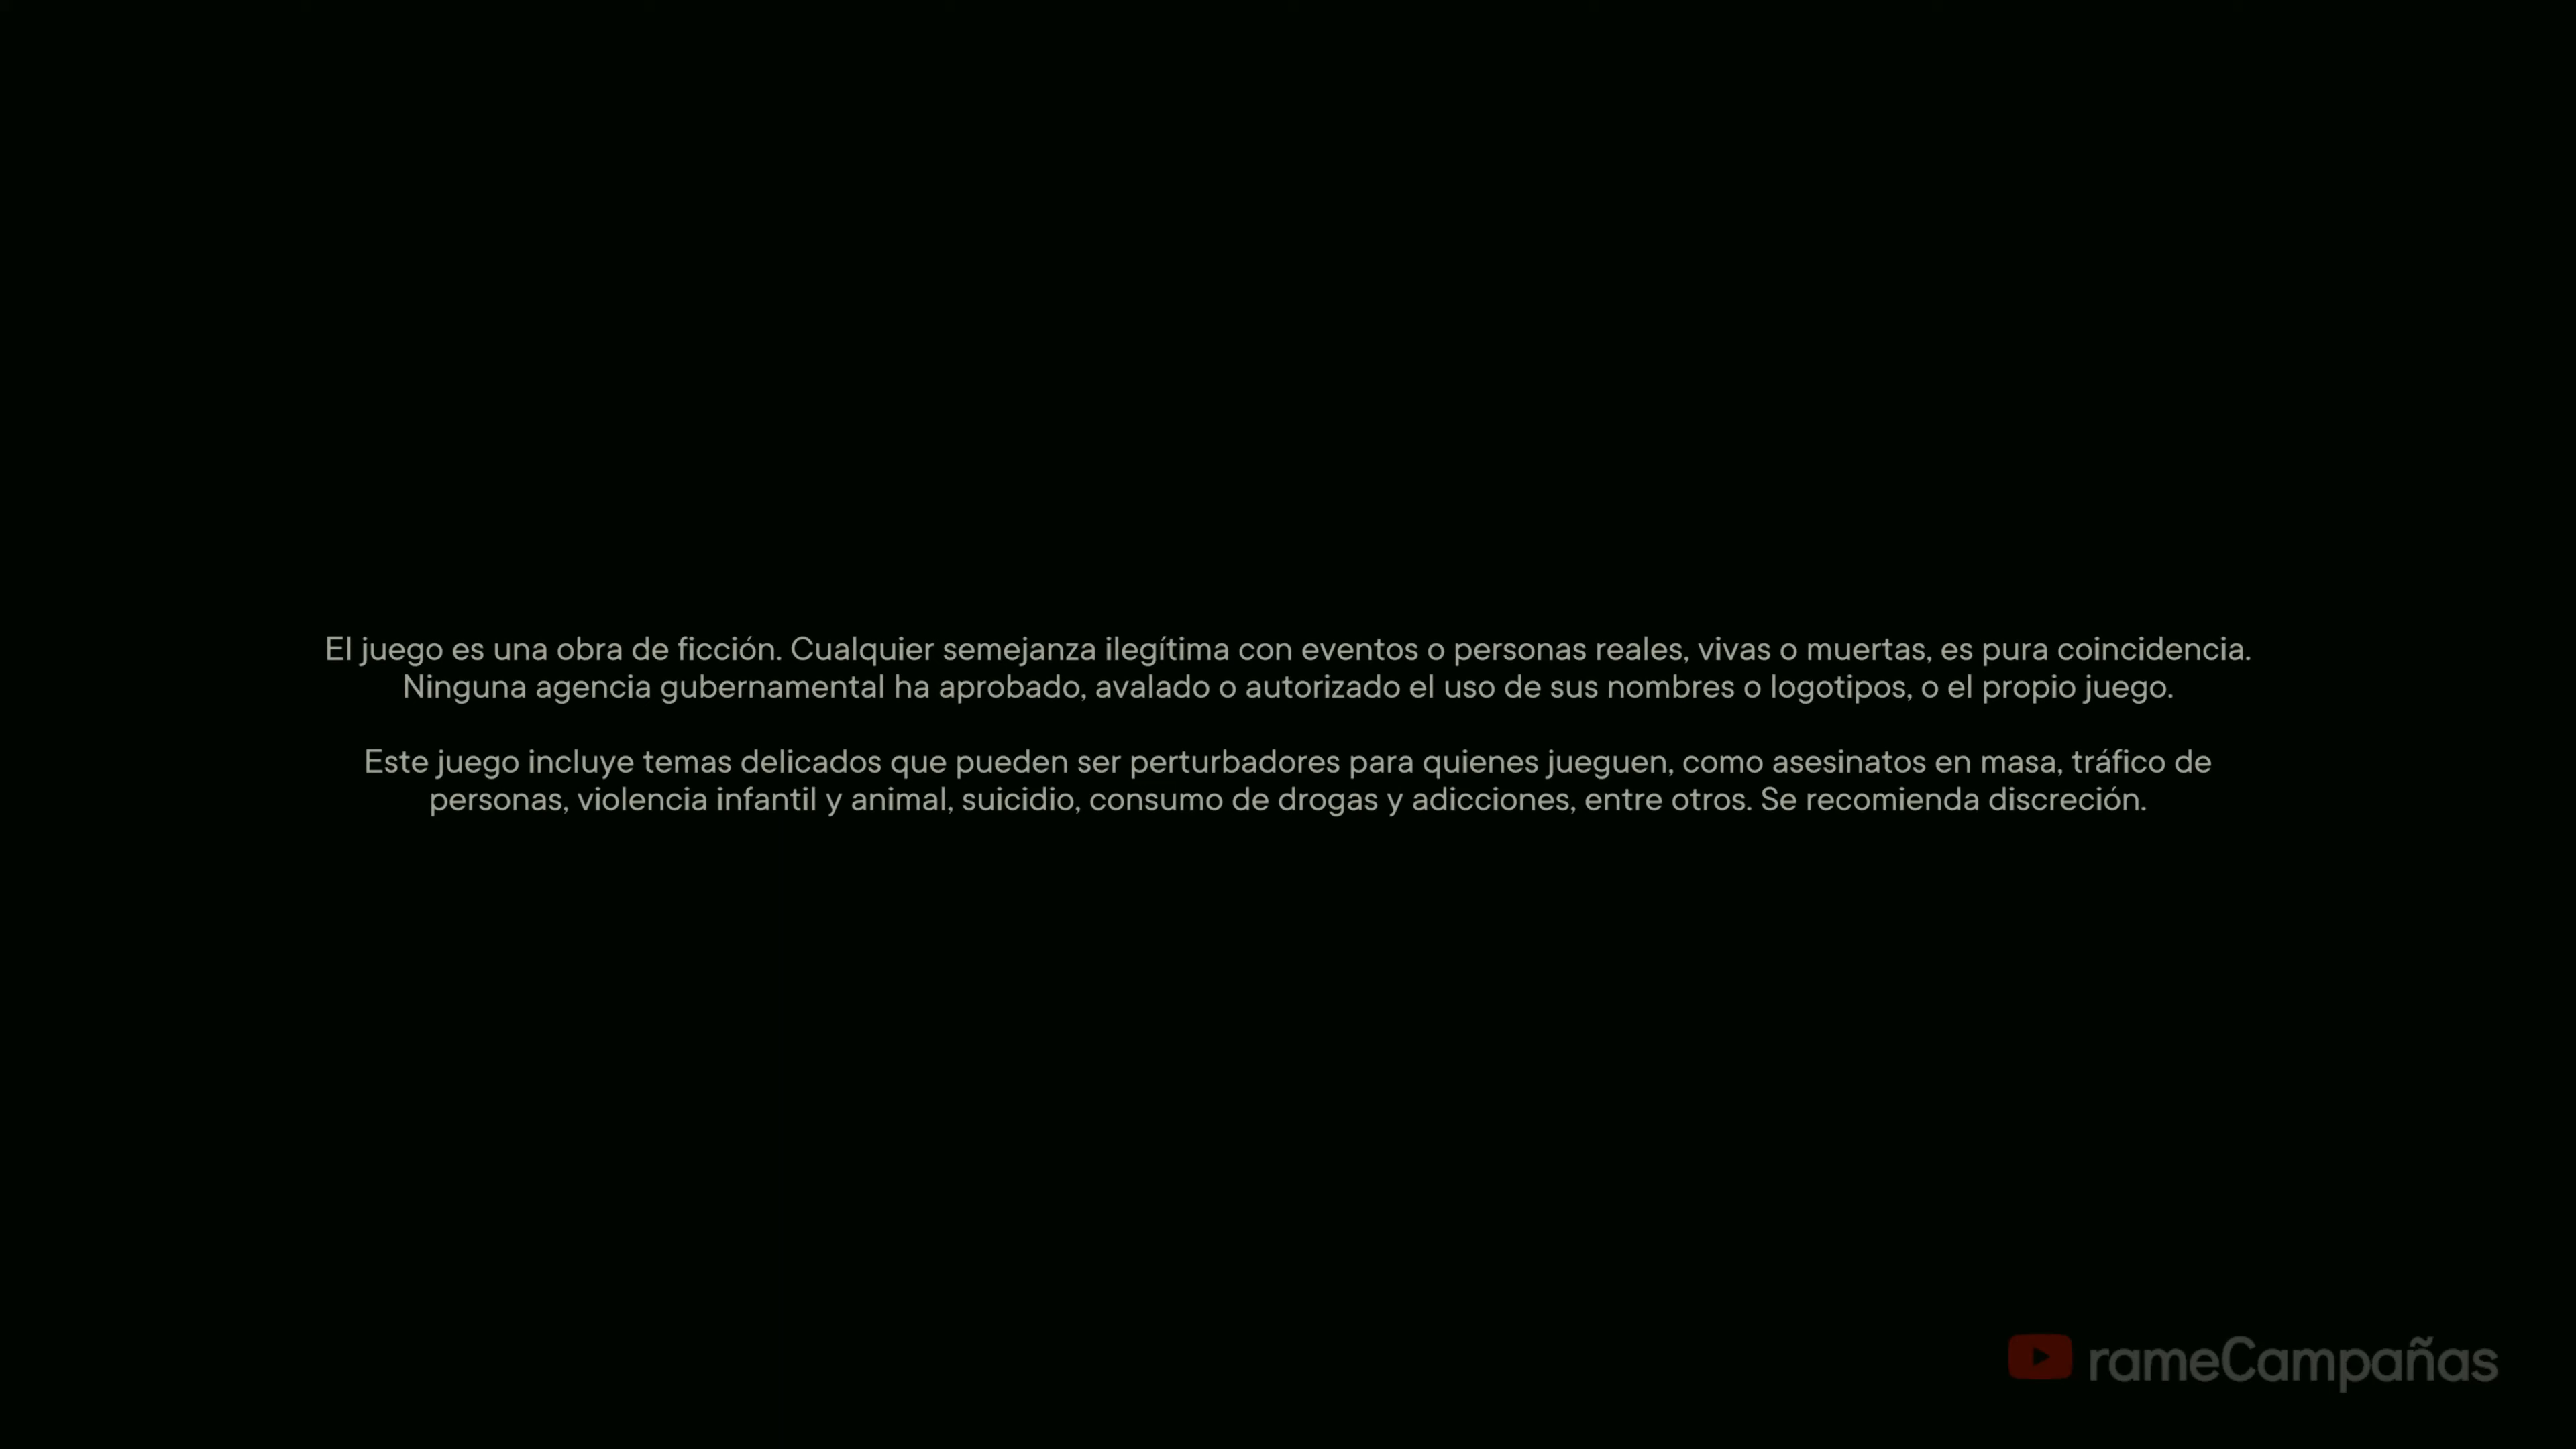 El juego es una obra de ficción. Cualquier semejanza ilegítima con eventos o personas reales, vivas o muertas, es pura coincidencia.
Ninguna agencia gubernamental ha aprobado, avalado o autorizado el uso de sus nombres o logotipos, o el propio juego.
Este juego incluye temas delicados que pueden ser perturbadores para quienes jueguen, como asesinatos en masa, tráfico de
personas, violencia infantil y animal, suicidio, consumo de drogas y adicciones, entre otros. Se recomienda discreción.
rameCampañas